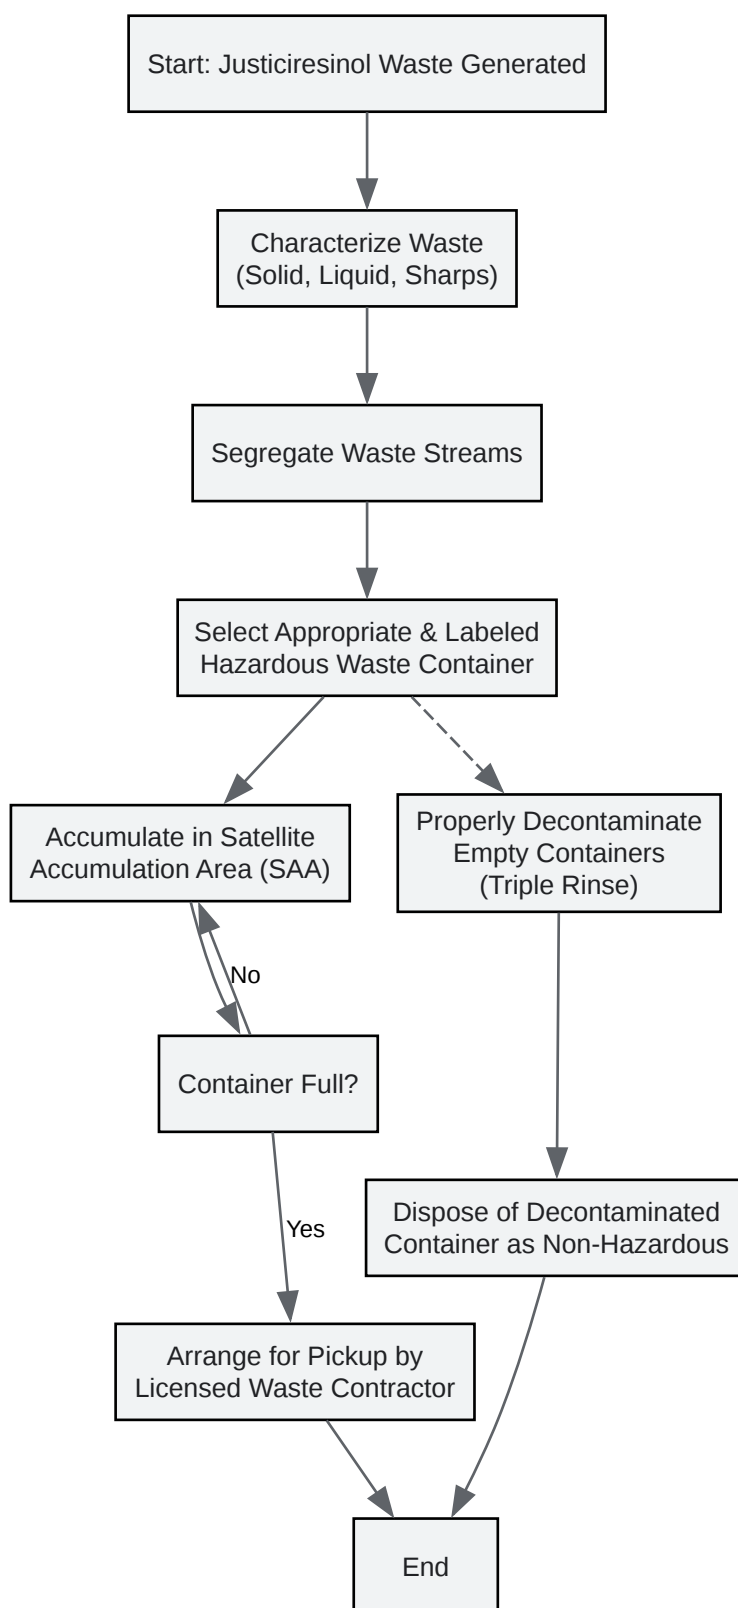 Start: Justiciresinol Waste Generated
Characterize Waste
(Solid, Liquid, Sharps)
Segregate Waste Streams
Select Appropriate & Labeled
Hazardous Waste Container
Accumulate in Satellite
Accumulation Area (SAA)
Properly Decontaminate
Empty Containers
(Triple Rinse)
No
Container Full?
Yes
Dispose of Decontaminated
Container as Non-Hazardous
Arrange for Pickup by
Licensed Waste Contractor
End